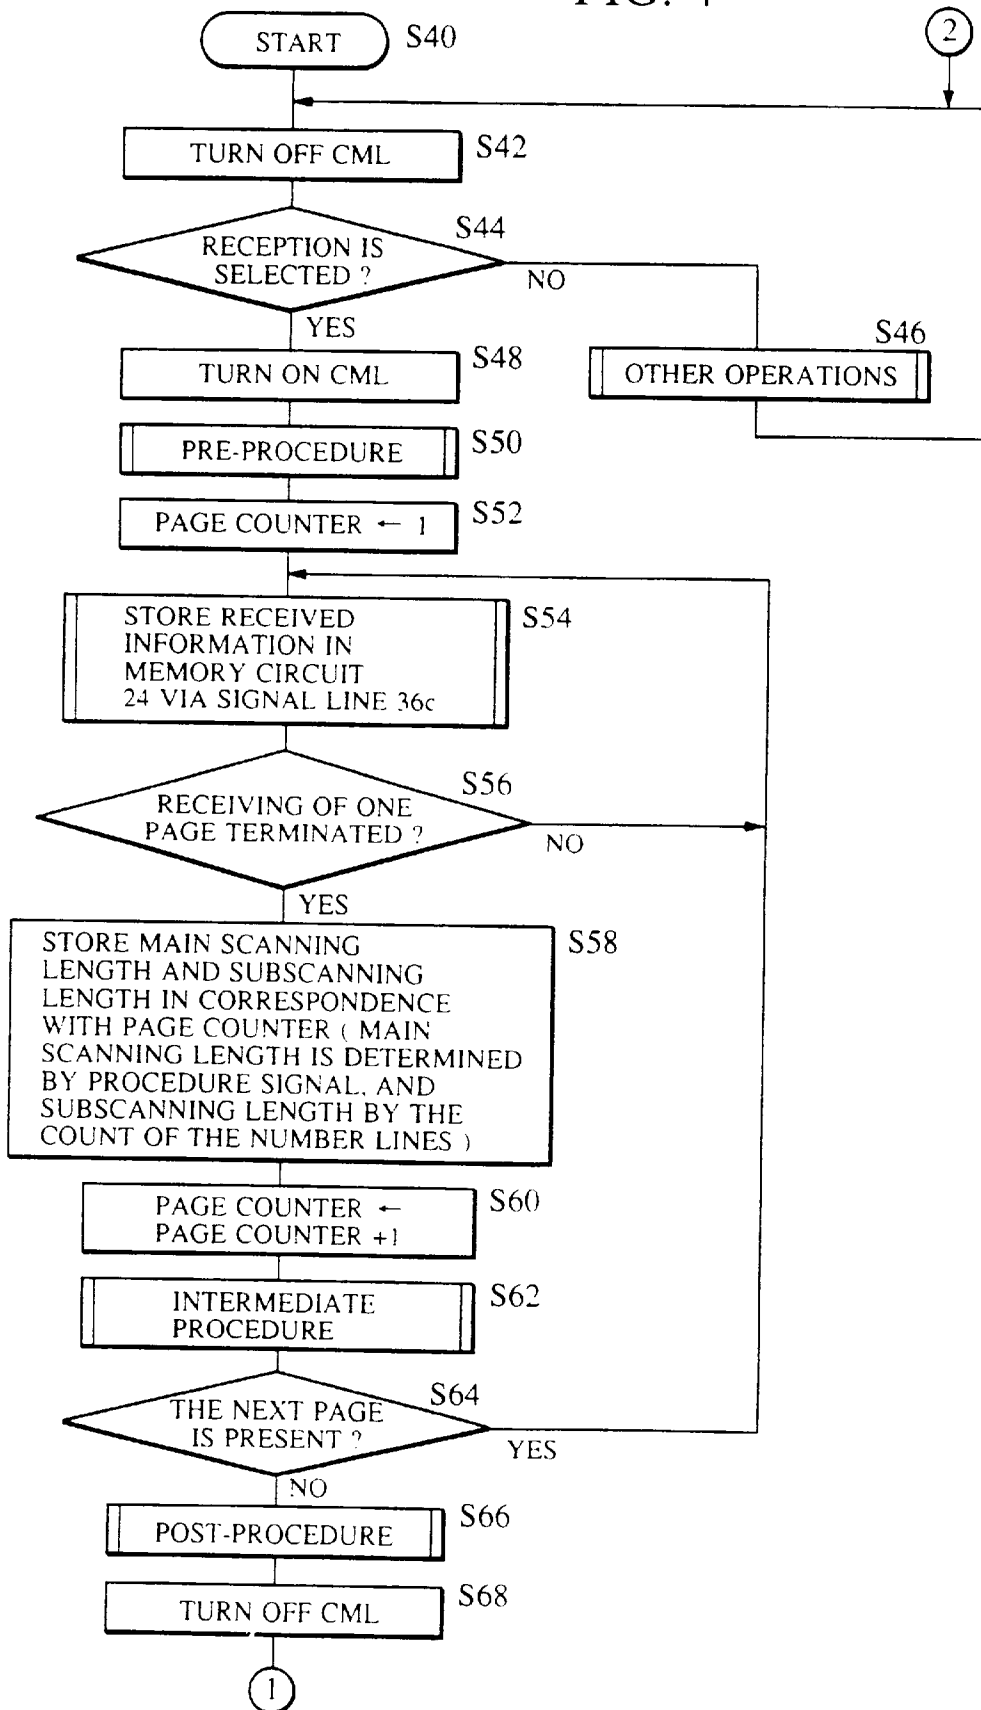 FIG. 4
START S40
2
TURN OFF CML S42
S44
RECEPTION IS
SELECTED ?
NO
YES
S46
OTHER OPERATIONS
TURN ON CML S48
PRE-PROCEDURE S50
PAGE COUNTER ← 1 S52
STORE RECEIVED S54
INFORMATION IN
MEMORY CIRCUIT
24 VIA SIGNAL LINE 36c
S56
RECEIVING OF ONE
PAGE TERMINATED ?
NO
YES
S58
STORE MAIN SCANNING
LENGTH AND SUBSCANNING
LENGTH IN CORRESPONDENCE
WITH PAGE COUNTER ( MAIN
SCANNING LENGTH IS DETERMINED
BY PROCEDURE SIGNAL, AND
SUBSCANNING LENGTH BY THE
COUNT OF THE NUMBER LINES )
PAGE COUNTER ← S60
PAGE COUNTER +1
INTERMEDIATE S62
PROCEDURE
S64
THE NEXT PAGE
IS PRESENT ?
YES
NO
POST-PROCEDURE S66
TURN OFF CML S68
1